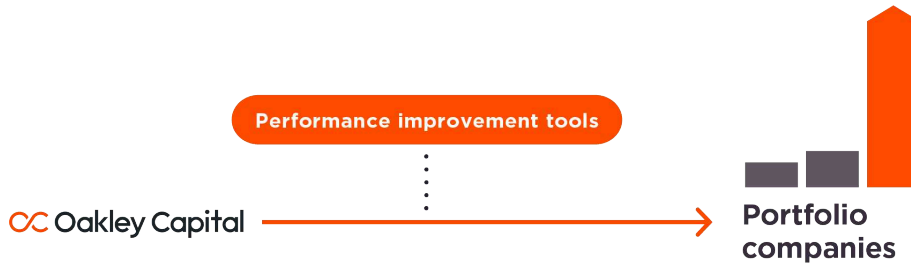 Performance improvement tools
Oakley Capital
Portfolio
companies